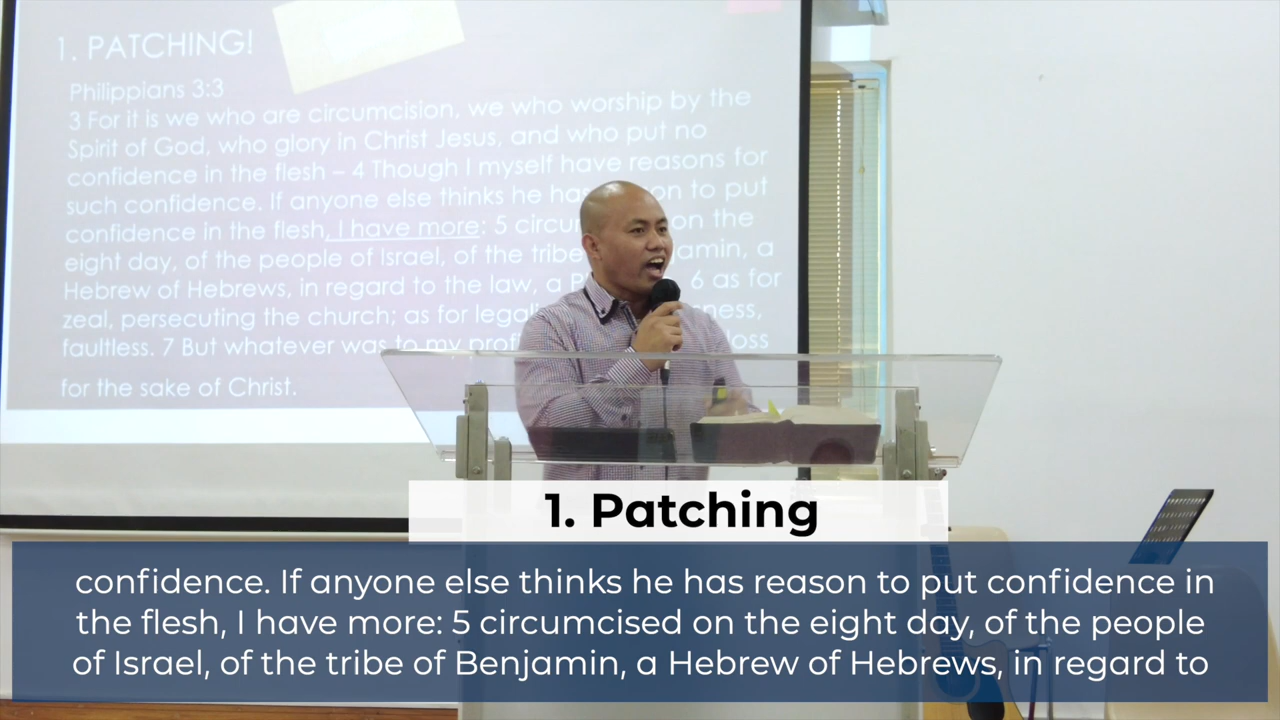 1. PATCHING!
Philippians 3:3
3 For it is we who are circumcision, we who worship by the
Spirit of God, who glory in Christ Jesus, and who put no
confidence in the flesh – 4 Though I myself have reasons for
such confidence. If anyone else thinks he has on to put
confidence in the flesh, I have more: 5 on the
eight day, of the people of Israel, of the tribe a
Hebrew of Hebrews, in regard to the law, a 6 as for
zeal, persecuting the church; as for
faultless. 7 But whatever was to my loss
for the sake of Christ.
1. Patching
confidence. If anyone else thinks he has reason to put confidence in
the flesh, I have more: 5 circumcised on the eight day, of the people
of Israel, of the tribe of Benjamin, a Hebrew of Hebrews, in regard to